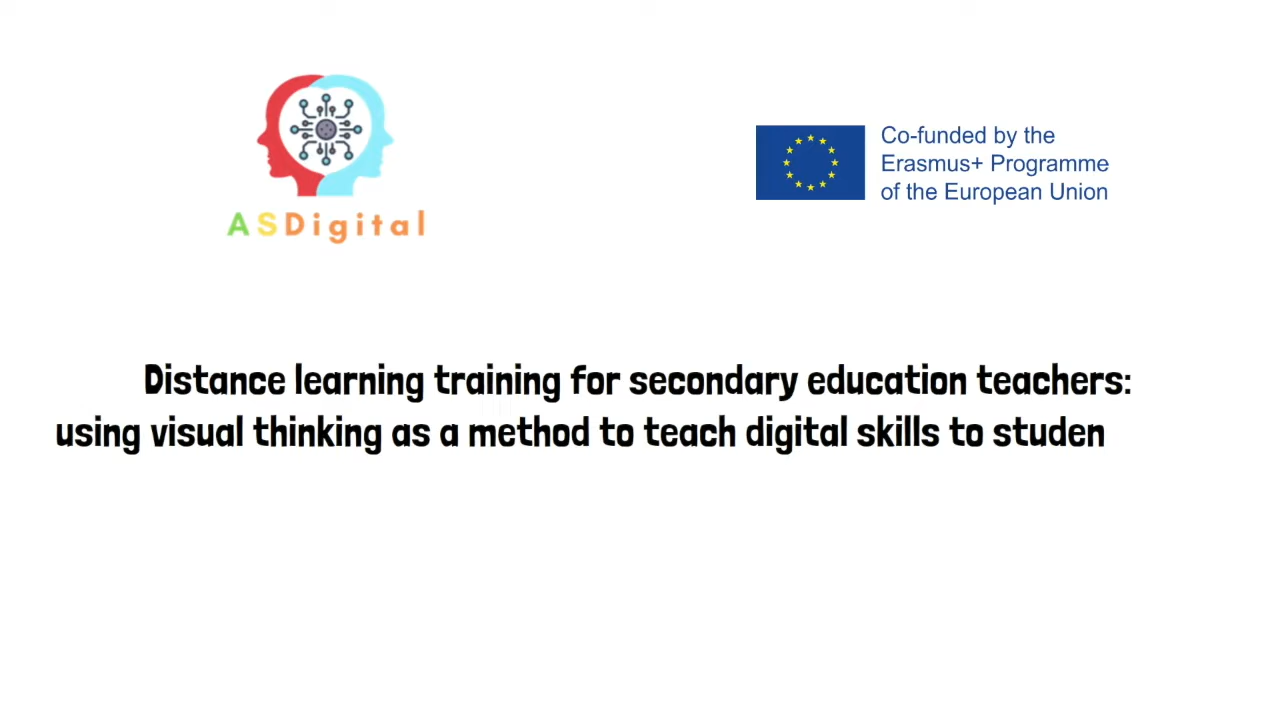 ASDigital
Co-funded by the
Erasmus+ Programme
of the European Union
Distance learning training for secondary education teachers:
using visual thinking as a method to teach digital skills to studen